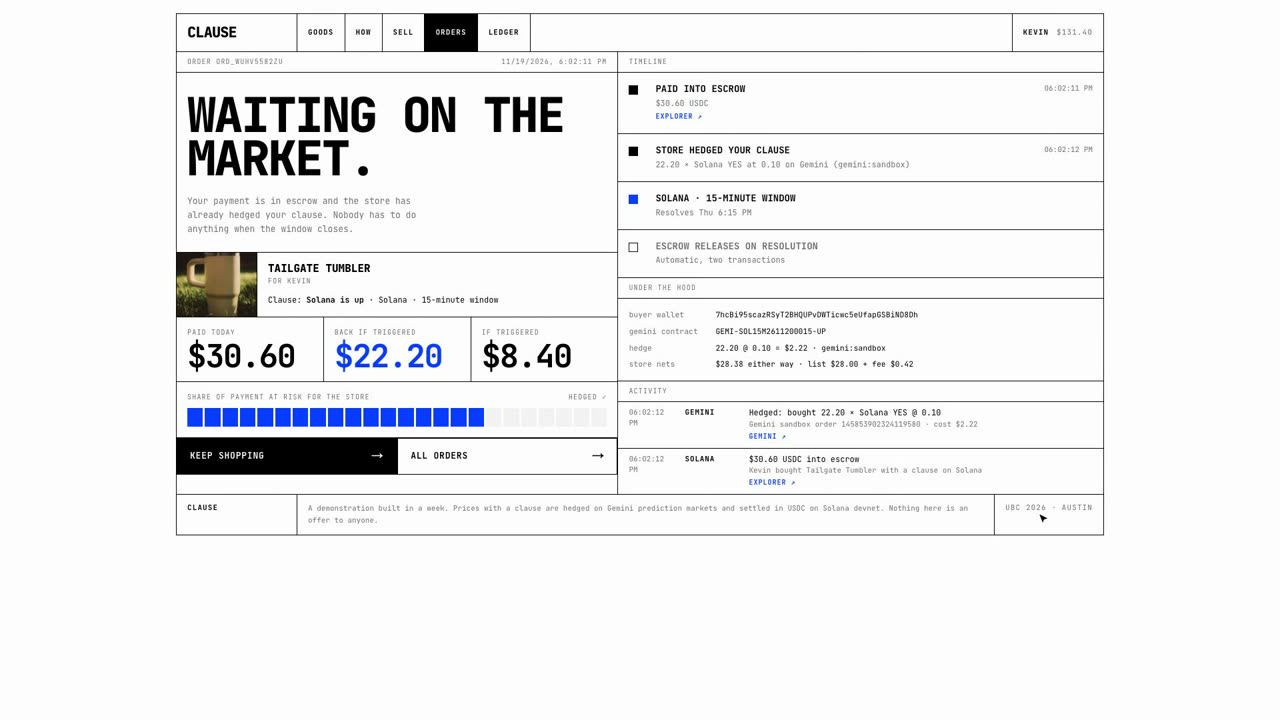 CLAUSE
GOODS
HOW
SELL
ORDERS
LEDGER
KEVIN $131.40
ORDER ORD_WUHV5582ZU
11/19/2026, 6:02:11 PM
WAITING ON THE
MARKET.
Your payment is in escrow and the store has
already hedged your clause. Nobody has to do
anything when the window closes.
TAILGATE TUMBLER
FOR KEVIN
Clause: Solana is up · Solana · 15-minute window
PAID TODAY
$30.60
BACK IF TRIGGERED
$22.20
IF TRIGGERED
$8.40
SHARE OF PAYMENT AT RISK FOR THE STORE
HEDGED ✓
KEEP SHOPPING →
ALL ORDERS →
TIMELINE
PAID INTO ESCROW
06:02:11 PM
$30.60 USDC
EXPLORER ↗
STORE HEDGED YOUR CLAUSE
06:02:12 PM
22.20 × Solana YES at 0.10 on Gemini (gemini:sandbox)
SOLANA · 15-MINUTE WINDOW
Resolves Thu 6:15 PM
ESCROW RELEASES ON RESOLUTION
Automatic, two transactions
UNDER THE HOOD
buyer wallet 7hcBi95scazRSyT2BHQUPvDWTicwc5eUfapGSBiND8Dh
gemini contract GEMI-SOL15M2611200015-UP
hedge 22.20 @ 0.10 = $2.22 · gemini:sandbox
store nets $28.38 either way · list $28.00 + fee $0.42
ACTIVITY
06:02:12 PM
GEMINI
Hedged: bought 22.20 × Solana YES @ 0.10
Gemini sandbox order 145853902324119580 · cost $2.22
GEMINI ↗
06:02:12 PM
SOLANA
$30.60 USDC into escrow
Kevin bought Tailgate Tumbler with a clause on Solana
EXPLORER ↗
CLAUSE
A demonstration built in a week. Prices with a clause are hedged on Gemini prediction markets and settled in USDC on Solana devnet. Nothing here is an
offer to anyone.
UBC 2026 · AUSTIN